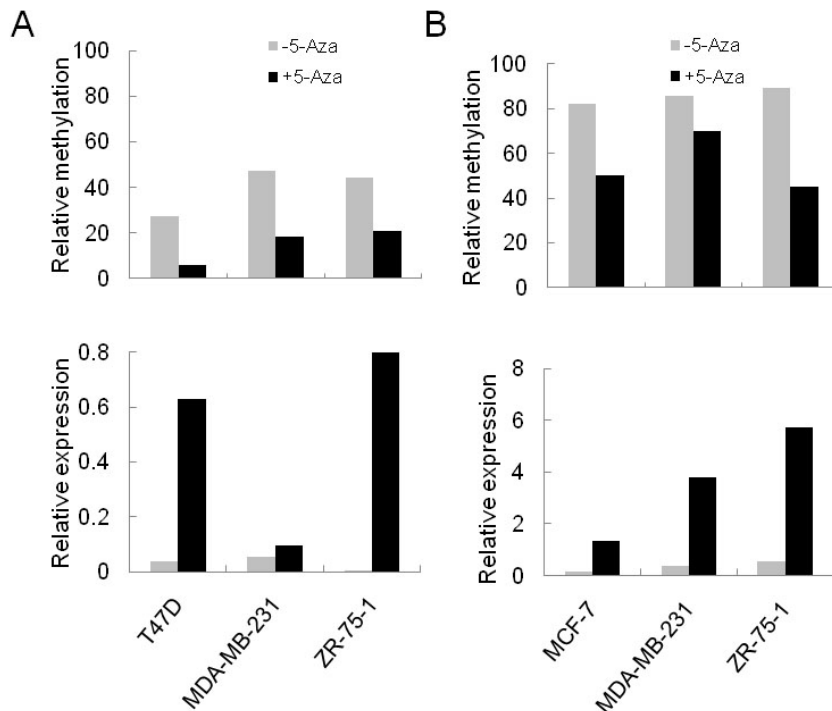 A
-5-Aza
+5-Aza
Relative methylation
100
80
60
40
20
0
Relative expression
0.8
0.6
0.4
0.2
0
T47D
MDA-MB-231
ZR-75-1
B
-5-Aza
+5-Aza
Relative methylation
100
80
60
40
20
0
Relative expression
8
6
4
2
0
MCF-7
MDA-MB-231
ZR-75-1